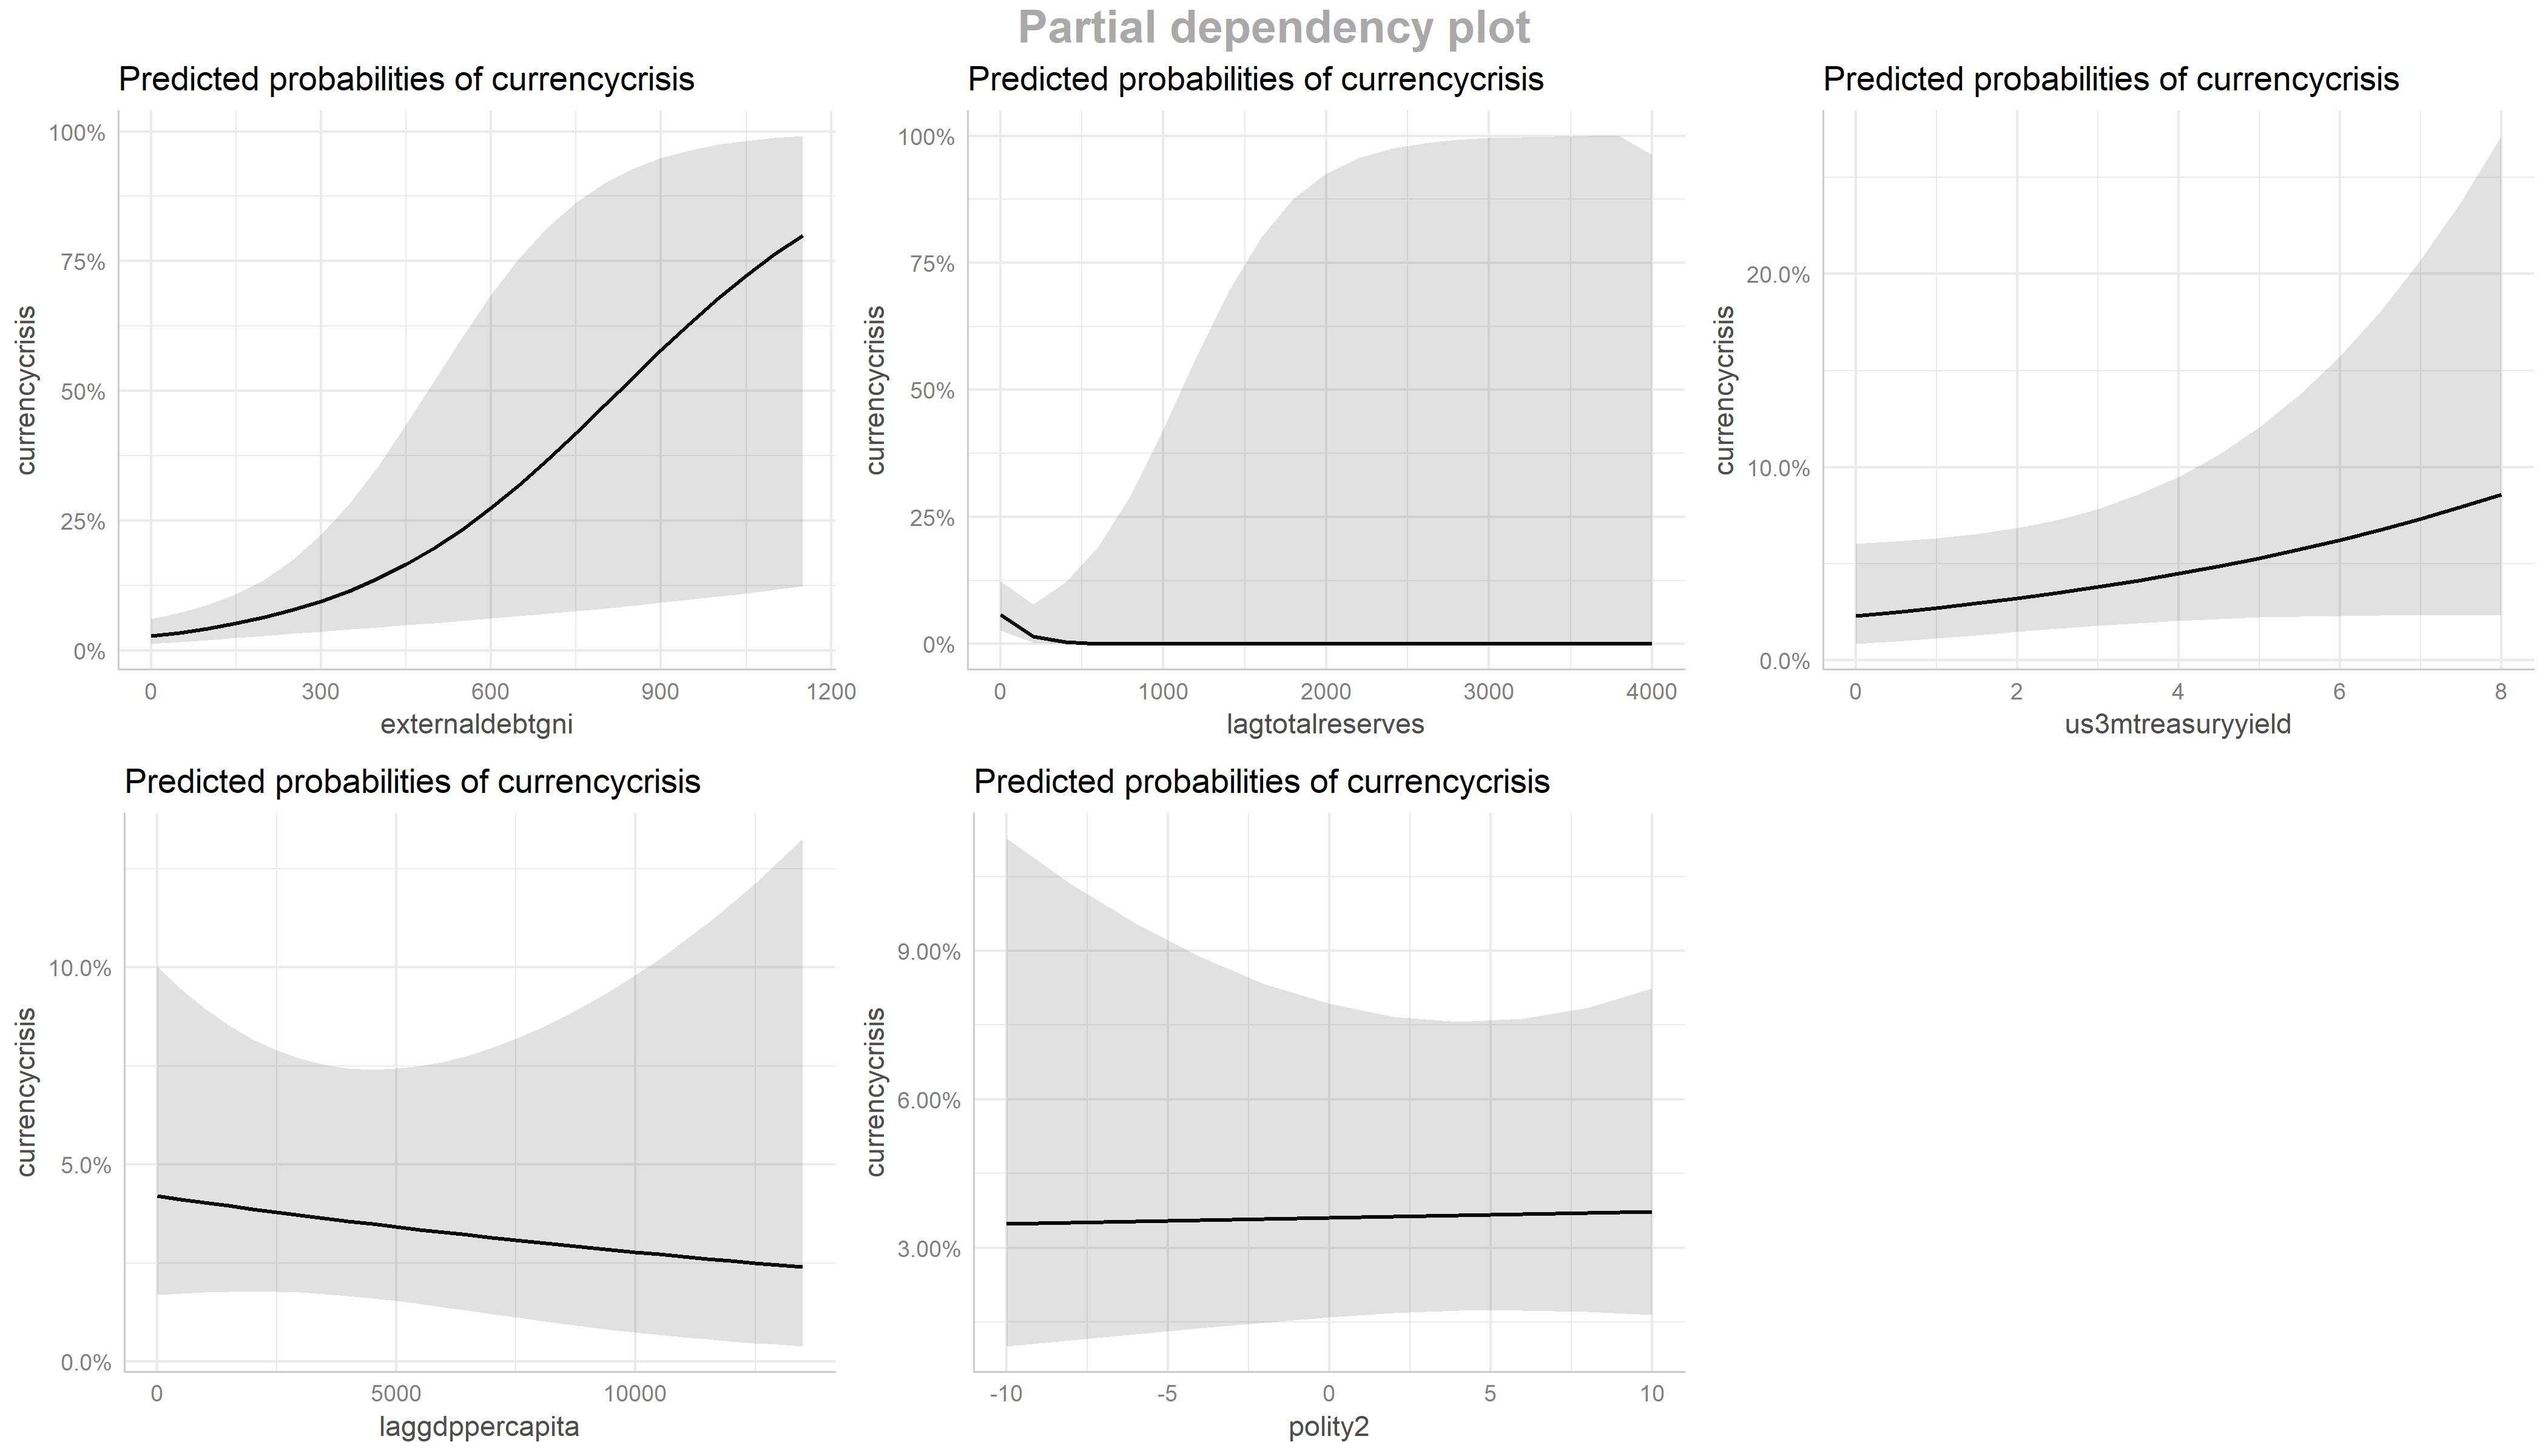 Partial dependency plot
Predicted probabilities of currencycrisis
100%
75%
50%
25%
0%
currencycrisis
0 300 600 900 1200
externaldebtgni
Predicted probabilities of currencycrisis
100%
75%
50%
25%
0%
currencycrisis
0 1000 2000 3000 4000
lagtotalreserves
Predicted probabilities of currencycrisis
20.0%
10.0%
0.0%
currencycrisis
0 2 4 6 8
us3mtreasuryyield
Predicted probabilities of currencycrisis
10.0%
5.0%
0.0%
currencycrisis
0 5000 10000
laggdppercapita
Predicted probabilities of currencycrisis
9.00%
6.00%
3.00%
currencycrisis
-10 -5 0 5 10
polity2